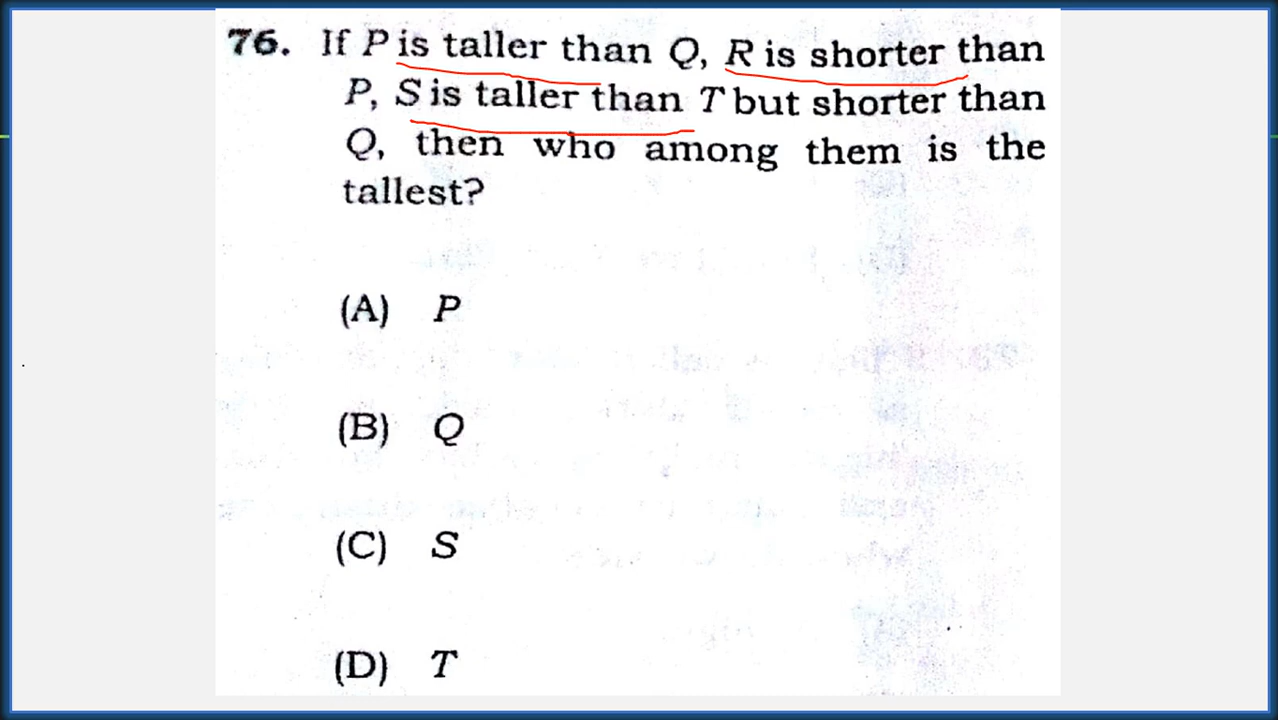 76. If P is taller than Q, R is shorter than
P, S is taller than T but shorter than
Q, then who among them is the
tallest?
(A) P
(B) Q
(C) S
(D) T